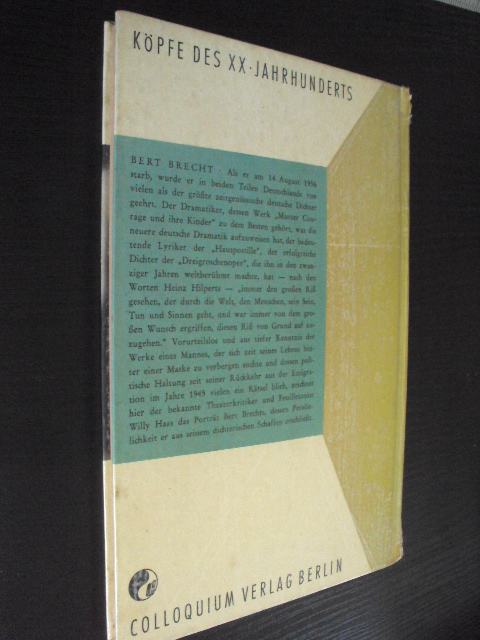 KÖPFE DES XX·JAHRHUNDERTS
BERT BRECHT · Als er am 14. August 1956
starb, wurde er in beiden Teilen Deutschlands von
vielen als der größte zeitgenössische deutsche Dichter
geehrt. Der Dramatiker, dessen Werk „Mutter Cou-
rage und ihre Kinder“ zu dem Besten gehört, was die
neuere deutsche Dramatik aufzuweisen hat, der bedeu-
tende Lyriker der „Hauspostille“, der erfolgreiche
Dichter der „Dreigroschenoper“, die ihn in den zwan-
ziger Jahren weltberühmt machte, hat — nach den
Worten Heinz Hilperts — „immer den großen Riß
gesehen, der durch die Welt, den Menschen, sein Sein,
Tun und Sinnen geht, und war immer von dem gro-
ßen Wunsch ergriffen, diesen Riß von Grund auf an-
zugehen.“ Vorurteilslos und aus tiefer Kenntnis der
Werke eines Mannes, der sich zeit seines Lebens hin-
ter einer Maske zu verbergen suchte und dessen poli-
tische Haltung seit seiner Rückkehr aus der Emigra-
tion im Jahre 1945 vielen ein Rätsel blieb, zeichnet
hier der bekannte Theaterkritiker und Feuilletonist
Willy Haas das Porträt Bert Brechts, dessen Persön-
lichkeit er aus seinem dichterischen Schaffen erschließt.
COLLOQUIUM VERLAG BERLIN